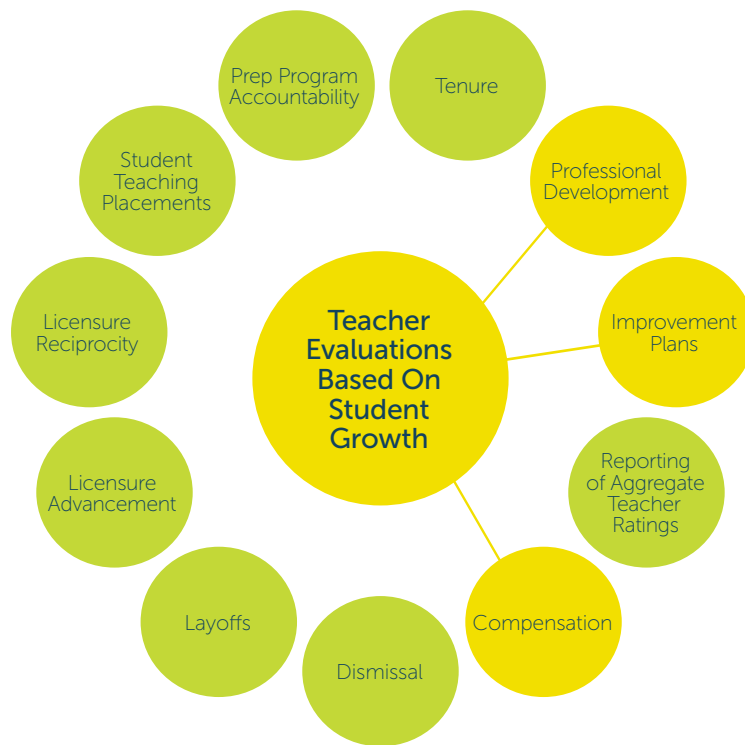 Prep Program
Accountability
Tenure
Student
Teaching
Placements
Professional
Development
Licensure
Reciprocity
Teacher
Evaluations
Based On
Student
Growth
Improvement
Plans
Licensure
Advancement
Reporting
of Aggregate
Teacher
Ratings
Layoffs
Compensation
Dismissal